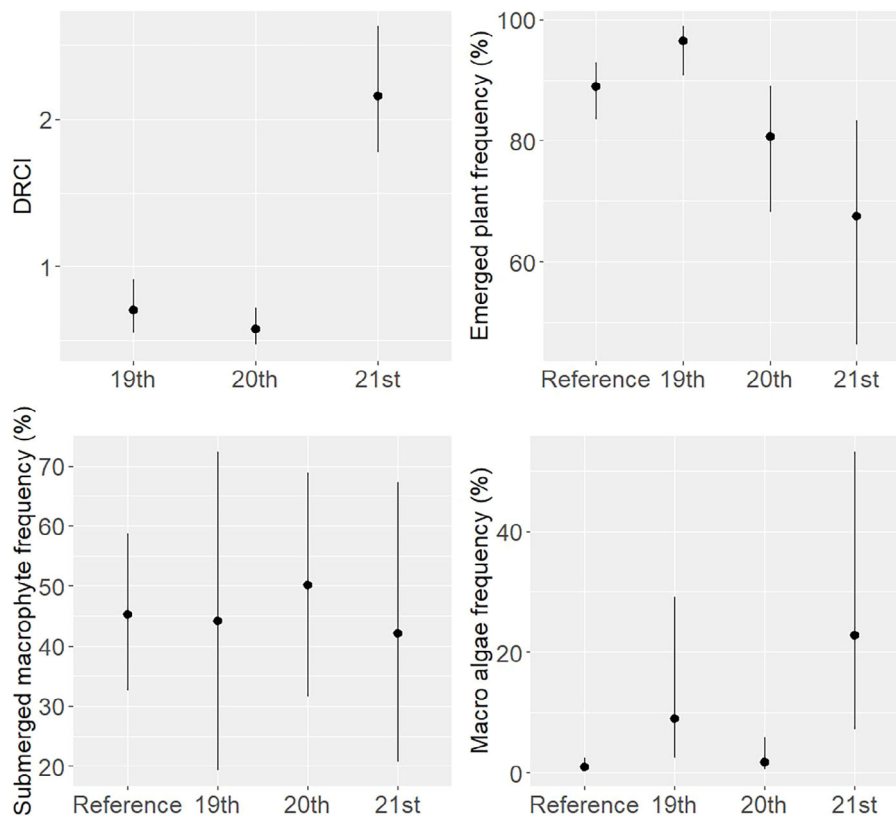 DRCI
2
1
19th 20th 21st
Emerged plant frequency (%)
100
80
60
Reference 19th 20th 21st
Submerged macrophyte frequency (%)
70
60
50
40
30
20
Reference 19th 20th 21st
Macro algae frequency (%)
40
20
0
Reference 19th 20th 21st